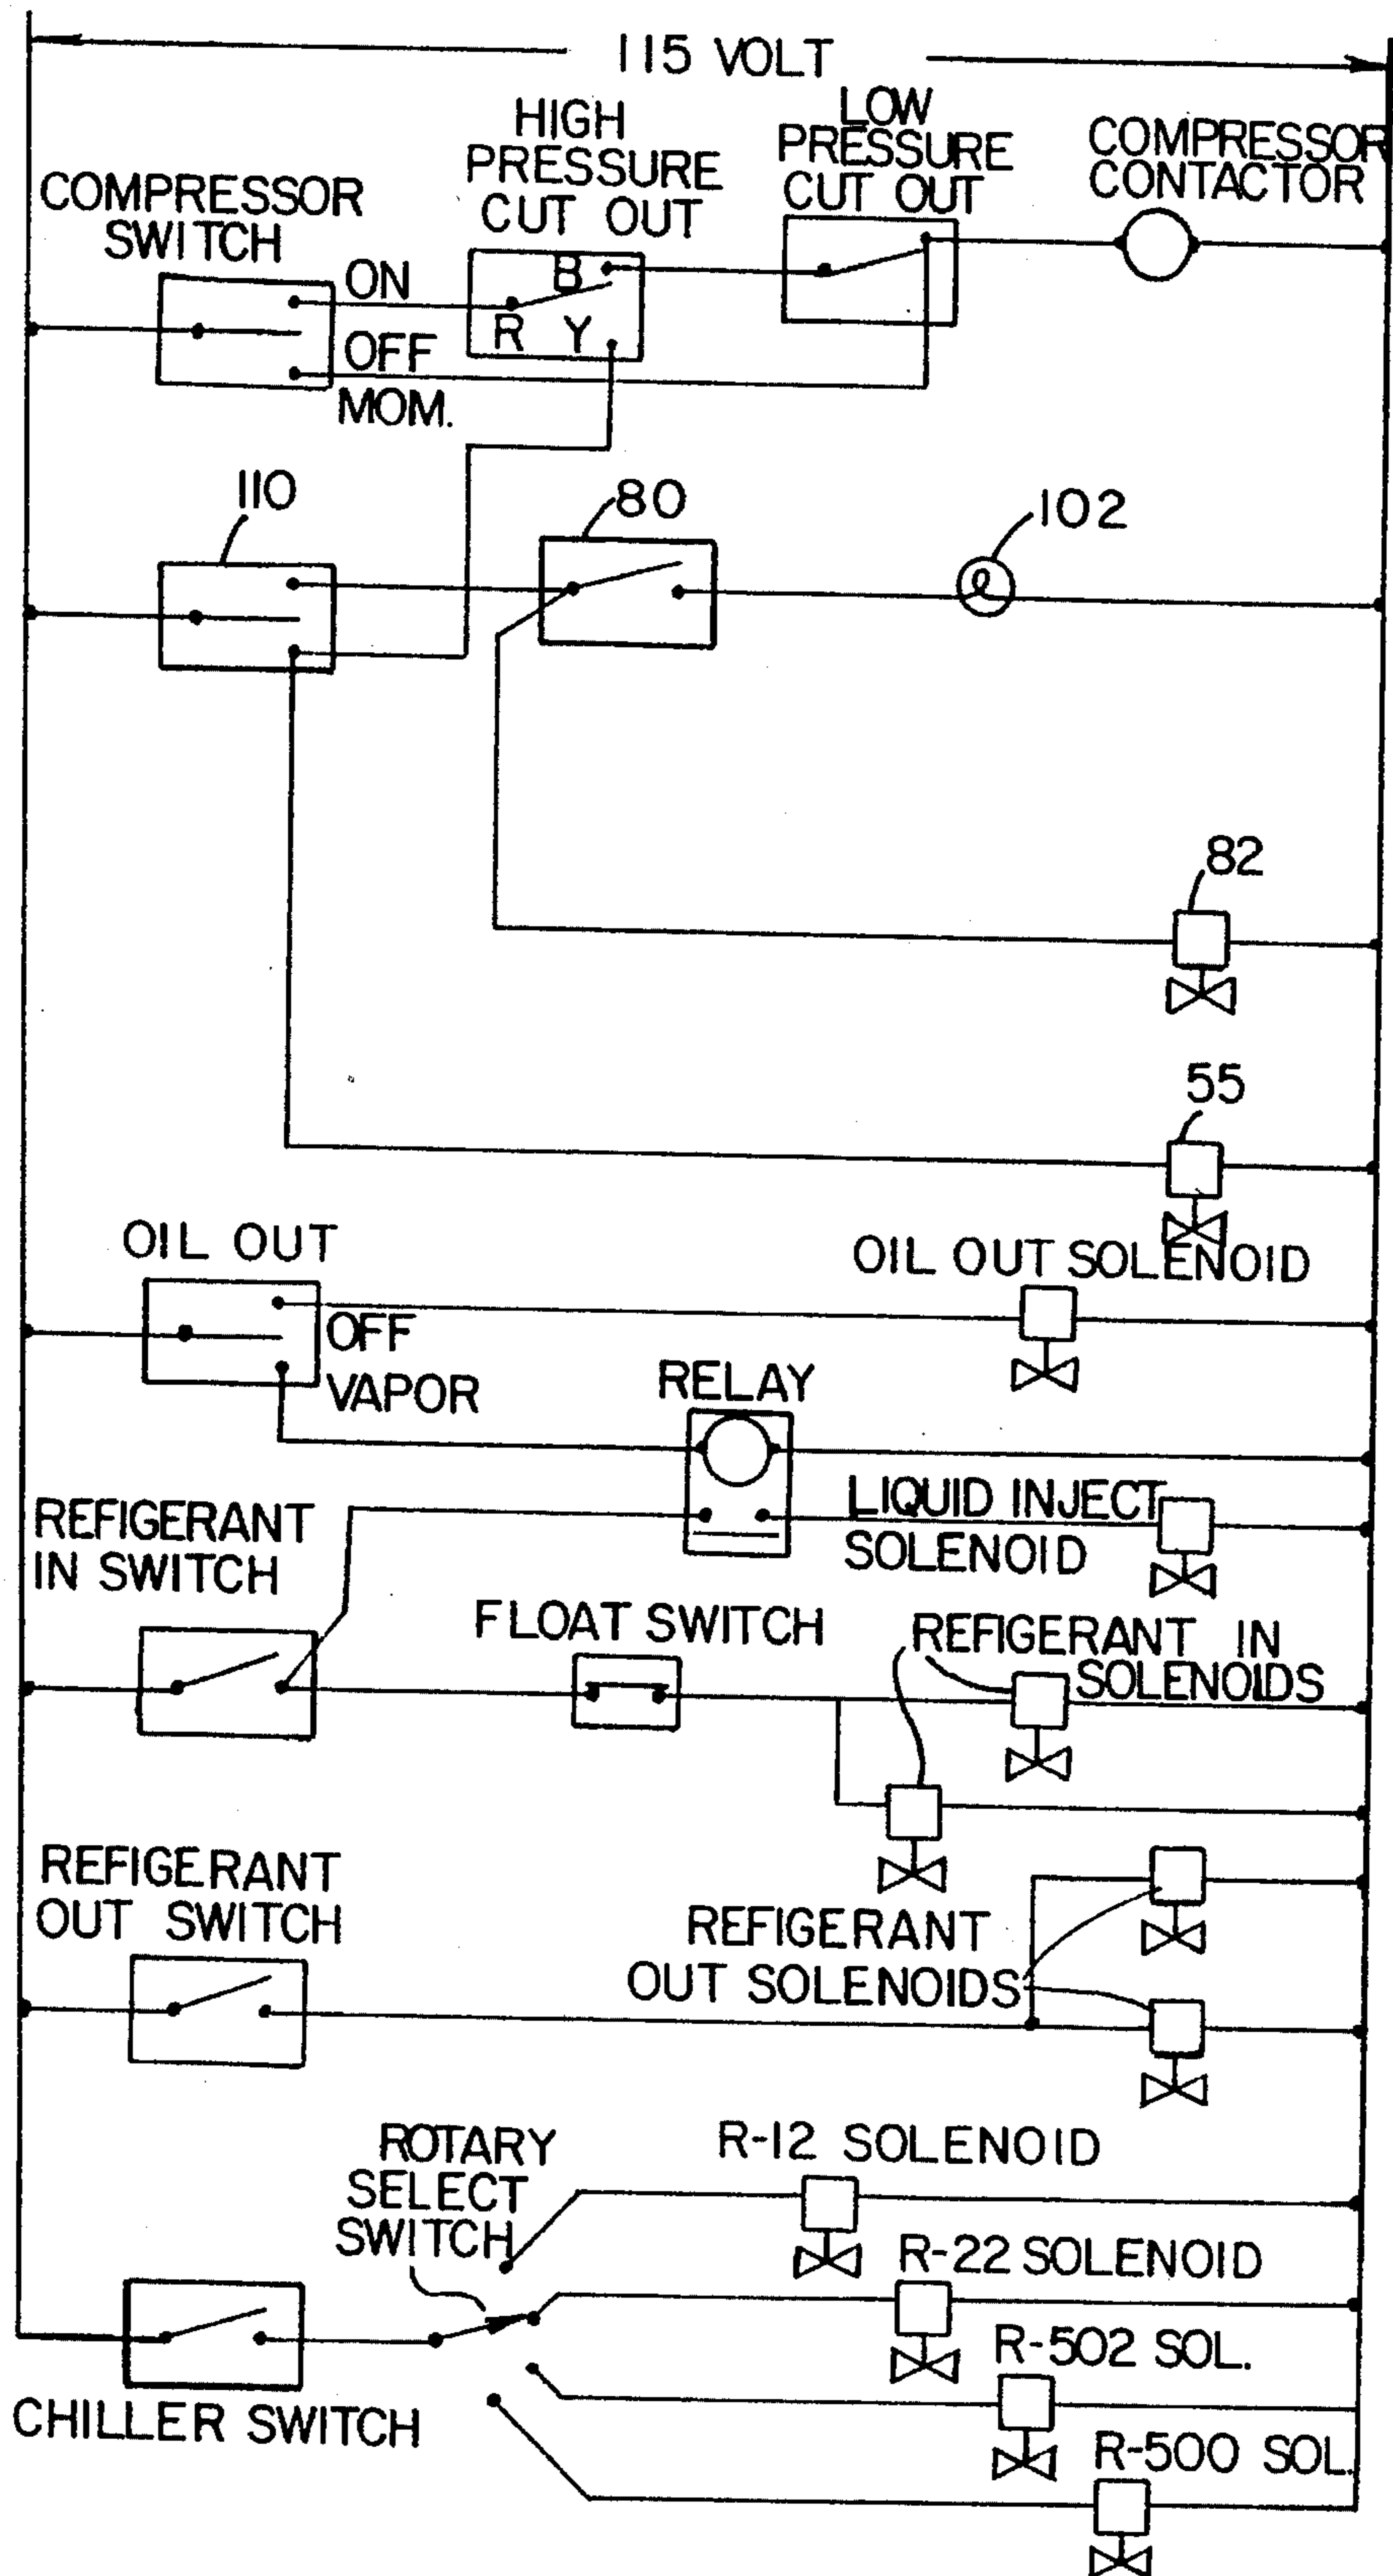 115 VOLT
HIGH
PRESSURE
CUT OUT
LOW
PRESSURE
CUT OUT
COMPRESSOR
CONTACTOR
COMPRESSOR
SWITCH
ON
OFF
MOM.
B
R Y
110
80
102
82
55
OIL OUT
OFF
VAPOR
OIL OUT SOLENOID
RELAY
LIQUID INJECT
SOLENOID
REFIGERANT
IN SWITCH
FLOAT SWITCH
REFIGERANT IN
SOLENOIDS
REFIGERANT
OUT SWITCH
REFIGERANT
OUT SOLENOIDS
ROTARY
SELECT
SWITCH
R-12 SOLENOID
R-22 SOLENOID
R-502 SOL.
R-500 SOL.
CHILLER SWITCH